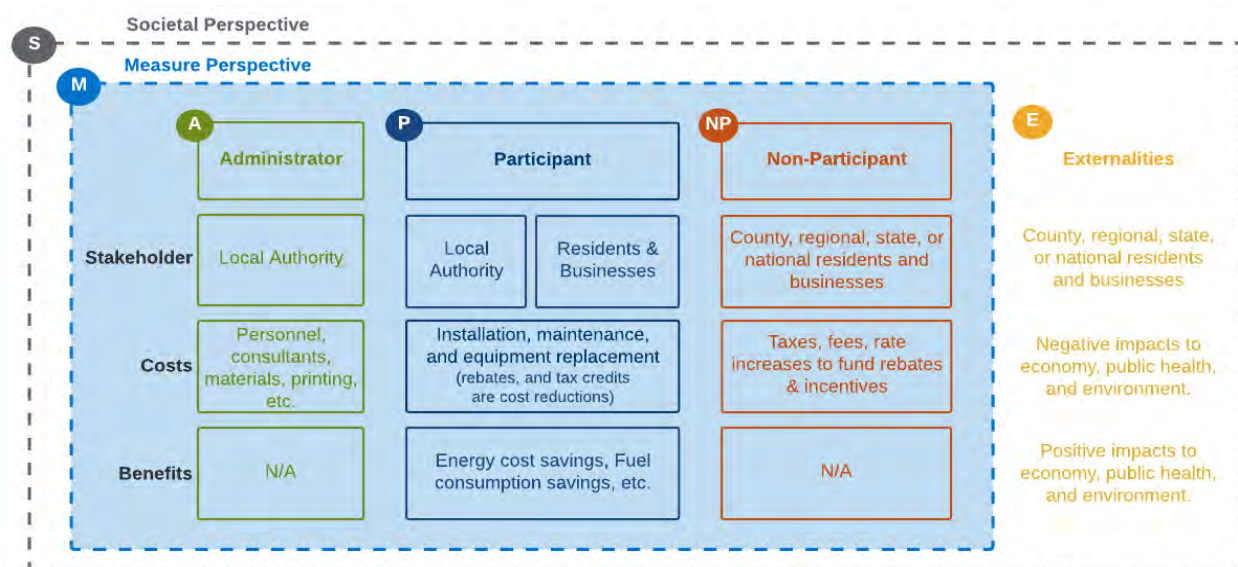 Societal Perspective
S
Measure Perspective
M
A
P
NP
E
Administrator
Participant
Non-Participant
Externalities
Stakeholder
Local Authority
Local
Authority
Residents &
Businesses
County, regional, state, or
national residents and
businesses
County, regional, state,
or national residents
and businesses
Costs
Personnel,
consultants,
materials, printing,
etc.
Installation, maintenance,
and equipment replacement
(rebates, and tax credits
are cost reductions)
Taxes, fees, rate
increases to fund rebates
& incentives
Negative impacts to
economy, public health,
and environment.
Benefits
N/A
Energy cost savings, Fuel
consumption savings, etc.
N/A
Positive impacts to
economy, public health,
and environment.